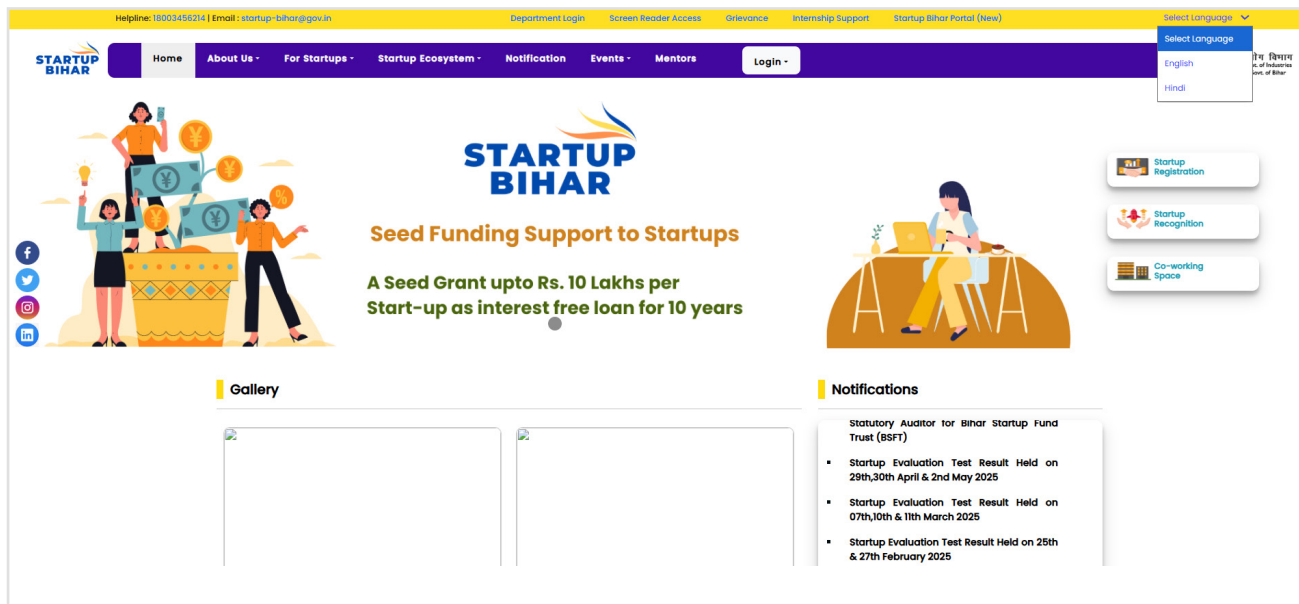 Helpline: 18003456214 | Email : startup-bihar@gov.in
Department Login
Screen Reader Access
Grievance
Internship Support
Startup Bihar Portal (New)
Select Language
Select Language
English
Hindi
STARTUP
BIHAR
Home
About Us
For Startups
Startup Ecosystem
Notification
Events
Mentors
Login
विभाग
of Industries
Govt. of Bihar
STARTUP
BIHAR
Seed Funding Support to Startups
A Seed Grant upto Rs. 10 Lakhs per
Start-up as interest free loan for 10 years
Startup
Registration
Startup
Recognition
Co-working
Space
Gallery
Notifications
Statutory Auditor for Bihar Startup Fund
Trust (BSFT)
Startup Evaluation Test Result Held on
29th,30th April & 2nd May 2025
Startup Evaluation Test Result Held on
07th,10th & 11th March 2025
Startup Evaluation Test Result Held on 25th
& 27th February 2025